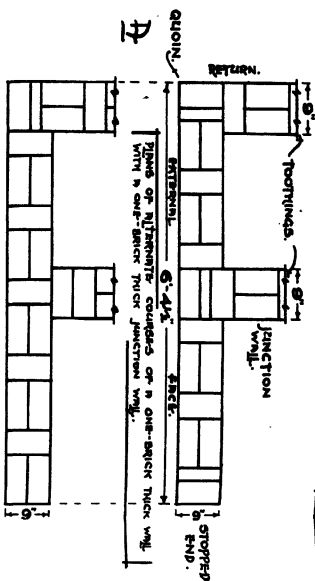 QUOIN.
RETURN.
9"
TOOTHINGS.
9"
JUNCTION
WALL.
A
EXTERNAL 6'-4½" FACE.
9"
STOPPED
END.
PLANS OF ALTERNATE COURSES OF A ONE-BRICK THICK WALL
WITH A ONE-BRICK THICK JUNCTION WALL.
9"